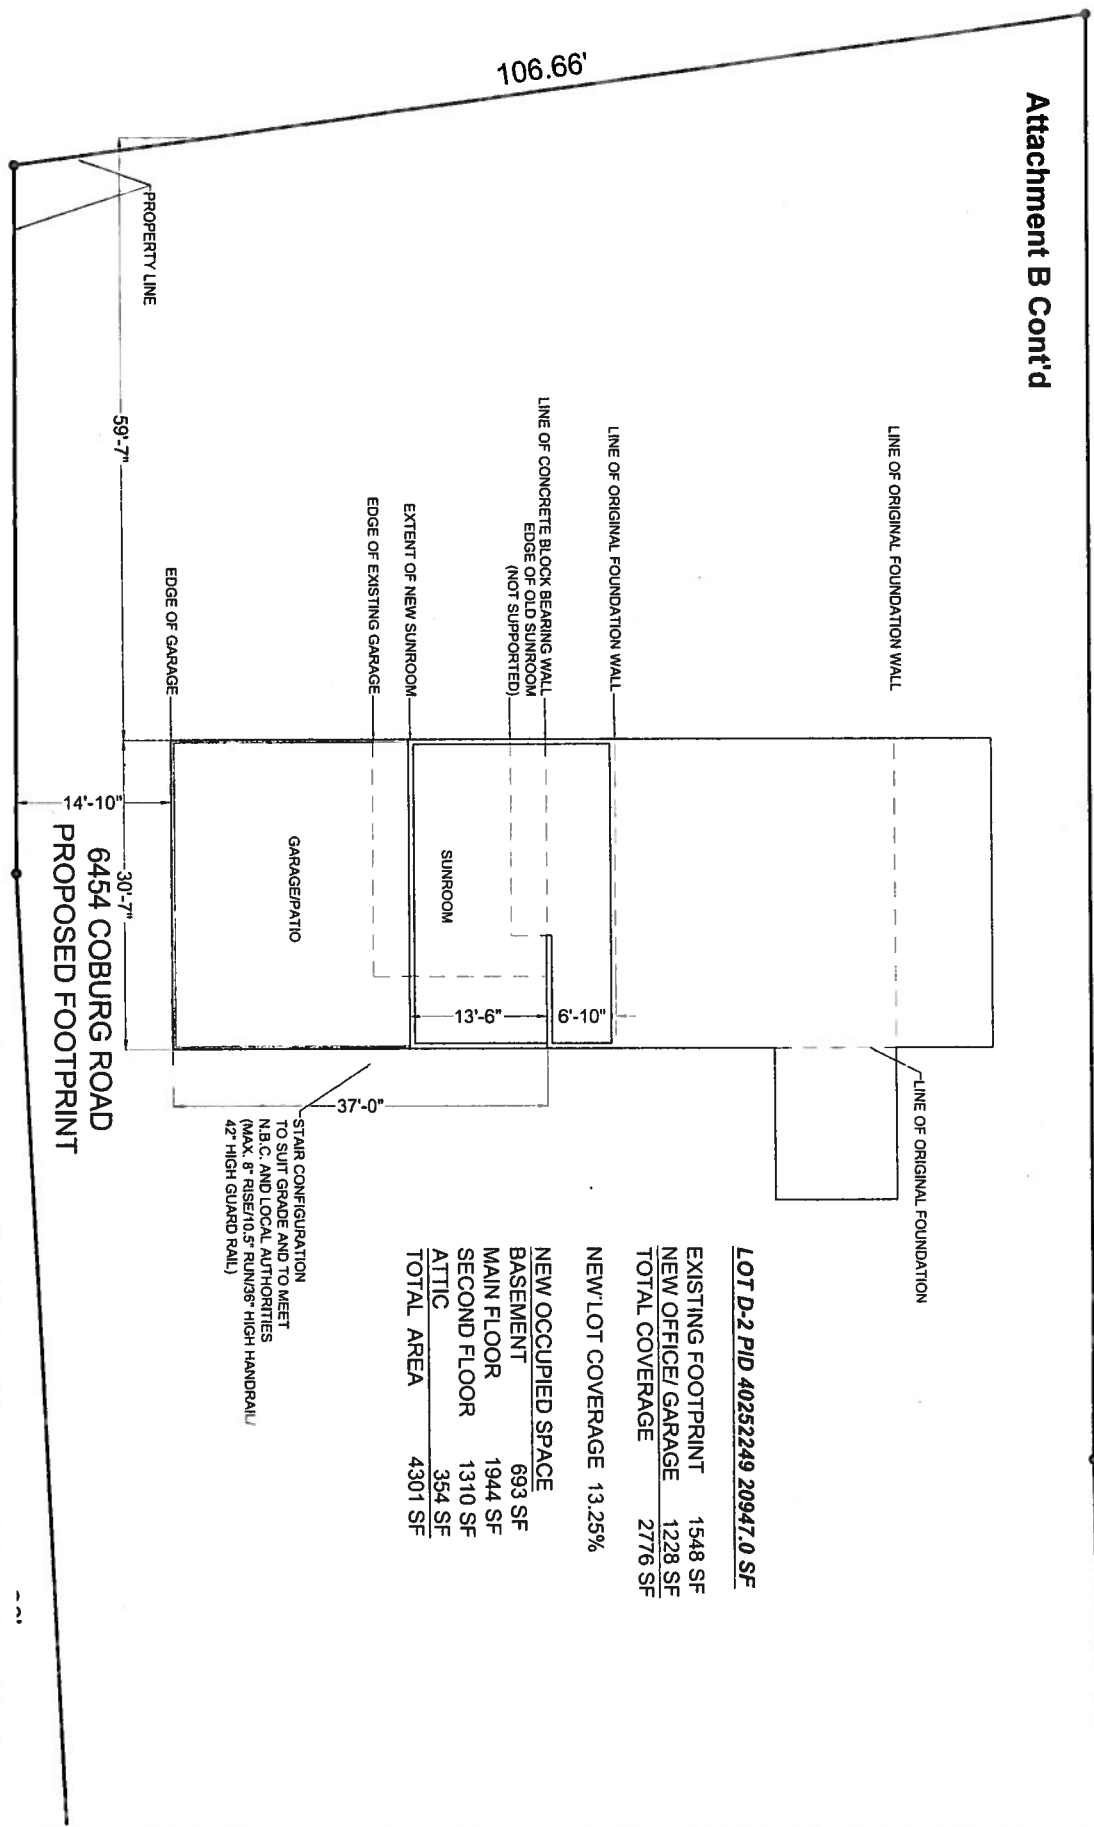 Attachment B Cont'd
106.66'
LINE OF ORIGINAL FOUNDATION WALL
LINE OF ORIGINAL FOUNDATION WALL
LINE OF CONCRETE BLOCK BEARING WALL
EDGE OF OLD SUNROOM
(NOT SUPPORTED)
EXTENT OF NEW SUNROOM
EDGE OF EXISTING GARAGE
EDGE OF GARAGE
PROPERTY LINE
59'-7"
SUNROOM
GARAGE/PATIO
6'-10"
13'-6"
14'-10"
30'-7"
37'-0"
LINE OF ORIGINAL FOUNDATION
STAIR CONFIGURATION
TO SUIT GRADE AND TO MEET
N.B.C. AND LOCAL AUTHORITIES
(MAX. 8" RISE/10.5" RUN/36" HIGH HANDRAIL/
42" HIGH GUARD RAIL)
6454 COBURG ROAD
PROPOSED FOOTPRINT
LOT D-2 PID 40252249 20947.0 SF
EXISTING FOOTPRINT 1548 SF
NEW OFFICE/ GARAGE 1228 SF
TOTAL COVERAGE 2776 SF
NEW LOT COVERAGE 13.25%
NEW OCCUPIED SPACE
BASEMENT 693 SF
MAIN FLOOR 1944 SF
SECOND FLOOR 1310 SF
ATTIC 354 SF
TOTAL AREA 4301 SF